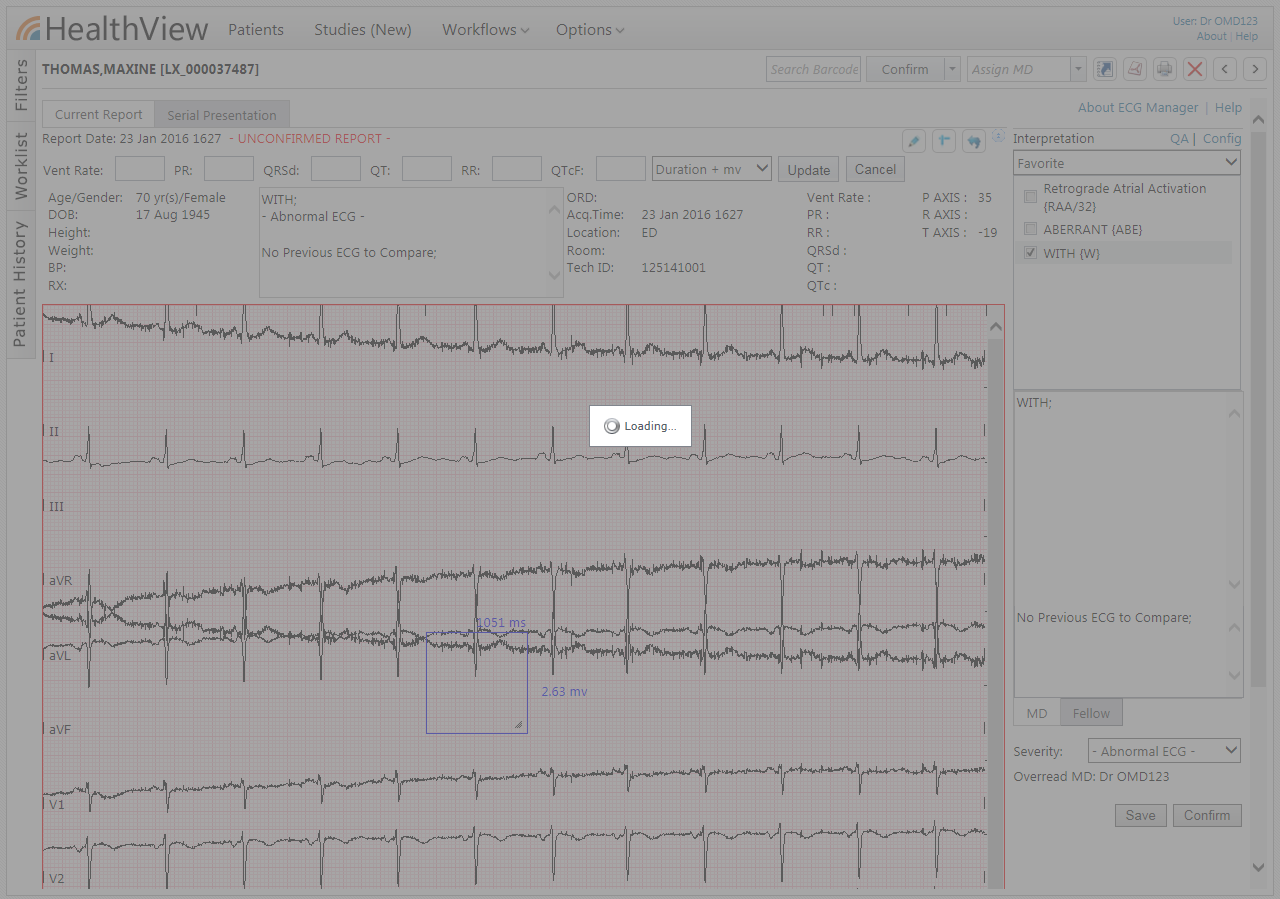 HealthView Patients Studies (New) Workflows Options
User: Dr OMD123
About | Help
Filters
Worklist
Patient History
THOMAS,MAXINE [LX_000037487]
Search Barcode Confirm Assign MD
Current Report Serial Presentation
About ECG Manager | Help
Report Date: 23 Jan 2016 1627 - UNCONFIRMED REPORT -
Vent Rate: PR: QRSd: QT: RR: QTcF: Duration + mv Update Cancel
Age/Gender: 70 yr(s)/Female
DOB: 17 Aug 1945
Height:
Weight:
BP:
RX:
WITH;
- Abnormal ECG -
No Previous ECG to Compare;
ORD:
Acq.Time: 23 Jan 2016 1627
Location: ED
Room:
Tech ID: 125141001
Vent Rate : P AXIS : 35
PR : R AXIS :
RR : T AXIS : -19
QRSd :
QT :
QTc :
I
II
III
aVR
aVL
aVF
V1
V2
1051 ms
2.63 mv
Loading...
Interpretation QA | Config
Favorite
Retrograde Atrial Activation
{RAA/32}
ABERRANT {ABE}
WITH {W}
WITH;
No Previous ECG to Compare;
MD Fellow
Severity: - Abnormal ECG -
Overread MD: Dr OMD123
Save Confirm